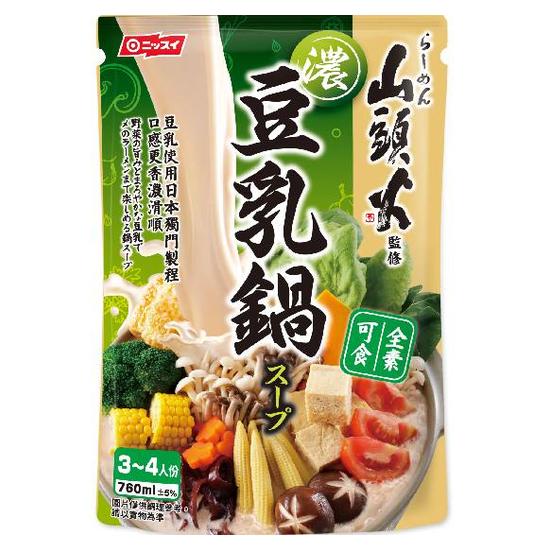 ニッスイ
らーめん
山頭火
監修
濃
豆乳鍋
スープ
豆乳使用日本獨門製程
口感更香濃滑順
野菜の旨みとまろやかな豆乳で
〆のラーメンまで楽しめる鍋スープ
全素
可食
3～4人份
760ml±5%
圖片僅供調理參考，
請以實物為準